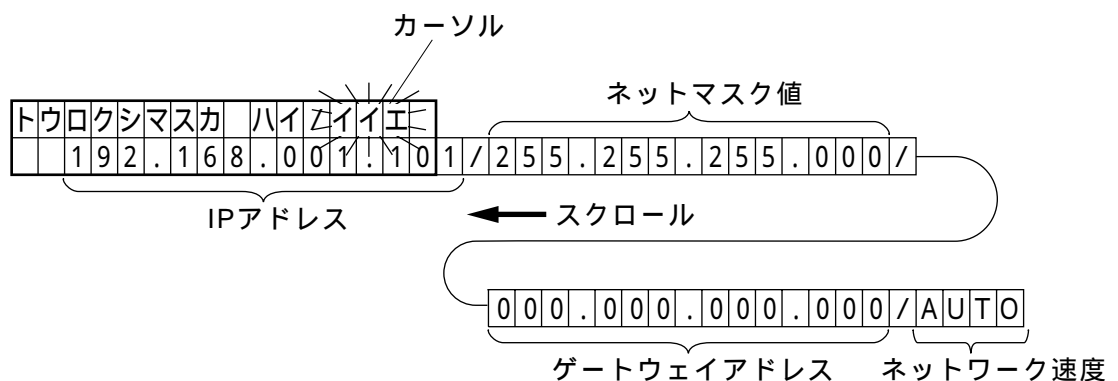 カーソル
ネットマスク値
トウロクシマスカ ハイ/イイエ
192.168.001.101/255.255.255.000/
IPアドレス
スクロール
000.000.000.000/AUTO
ゲートウェイアドレス
ネットワーク速度